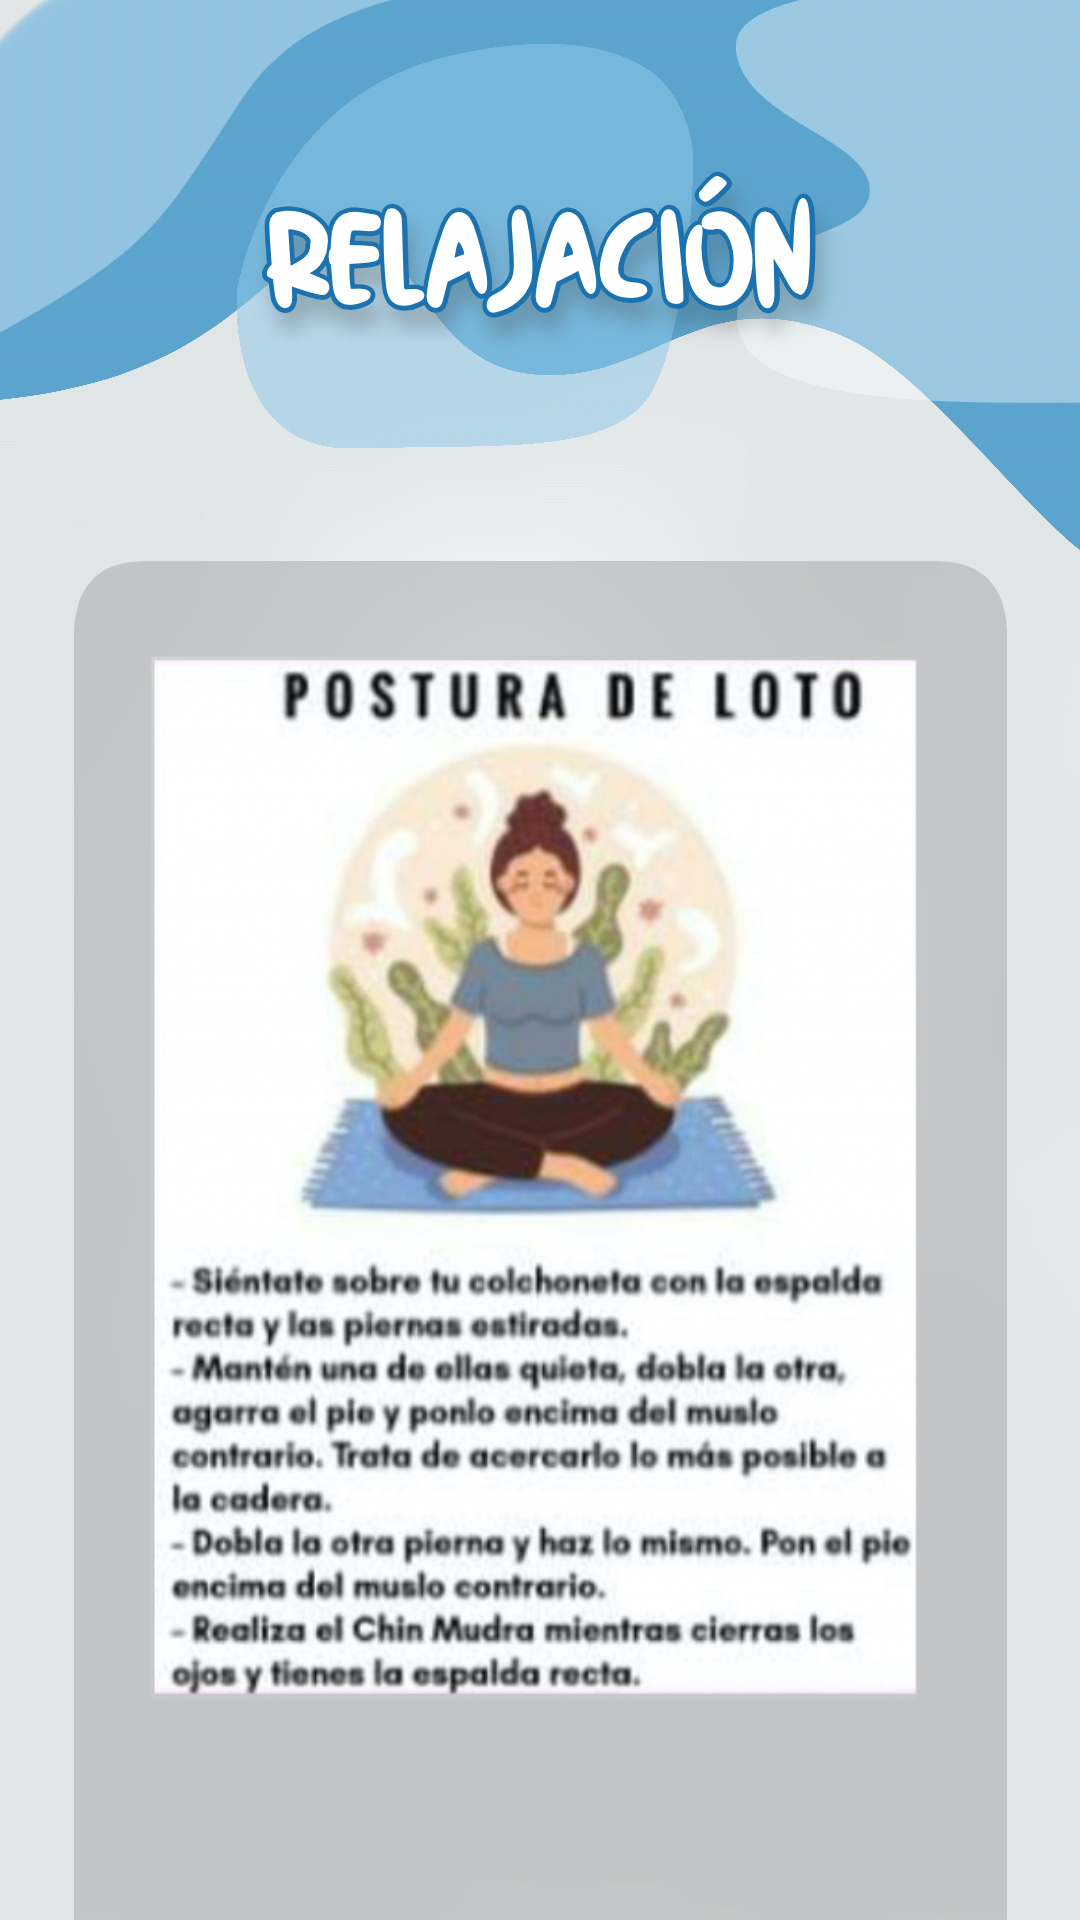 RELAJACIÓN
POSTURA DE LOTO
- Siéntate sobre tu colchoneta con la espalda
recta y las piernas estiradas.
- Mantén una de ellas quieta, dobla la otra,
agarra el pie y ponlo encima del muslo
contrario. Trata de acercarlo lo más posible a
la cadera.
- Dobla la otra pierna y haz lo mismo. Pon el pie
encima del muslo contrario.
- Realiza el Chin Mudra mientras cierras los
ojos y tienes la espalda recta.